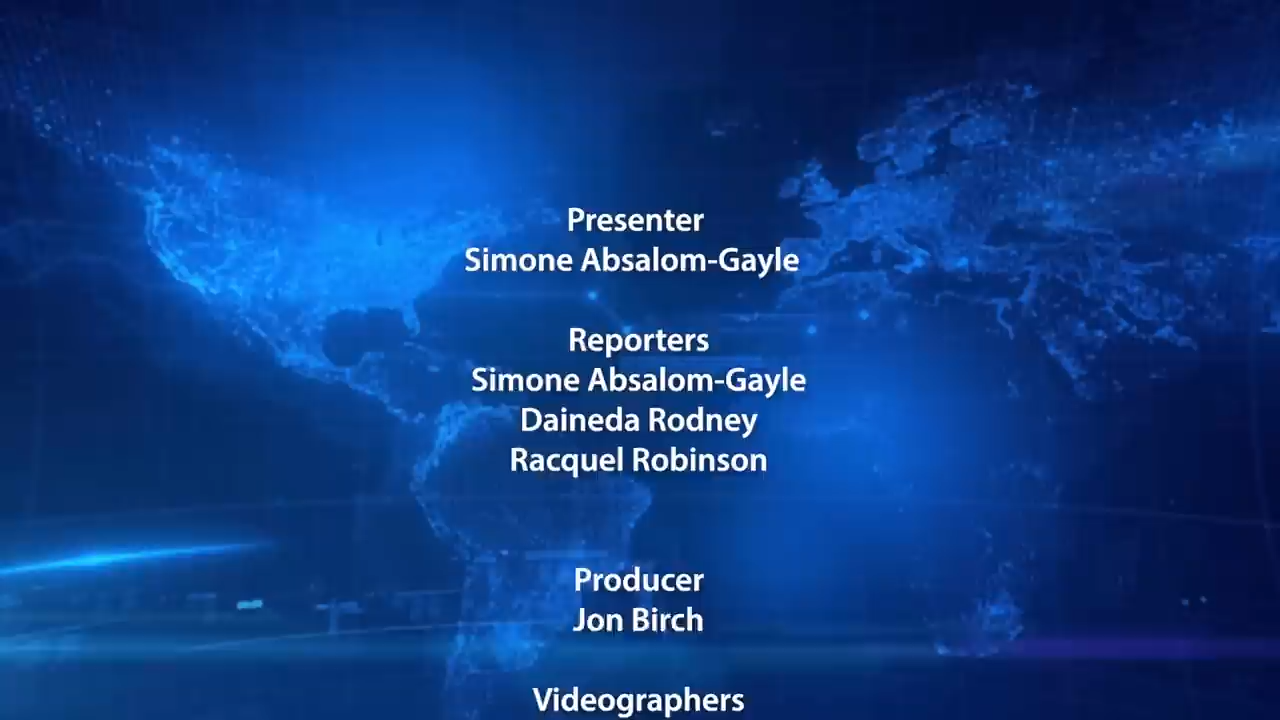 Presenter
Simone Absalom-Gayle
Reporters
Simone Absalom-Gayle
Daineda Rodney
Racquel Robinson
Producer
Jon Birch
Videographers